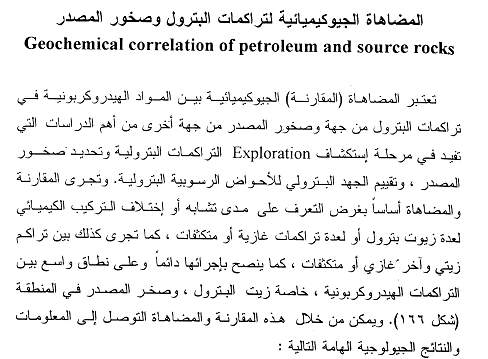 المضاهاة الجيوكيميائية لتراكمات البترول وصخور المصدر
Geochemical correlation of petroleum and source rocks
تعتبر المضاهاة (المقارنة) الجيوكيميائية بين المواد الهيدروكربونية في
تراكمات البترول من جهة وصخور المصدر من جهة أخرى من أهم الدراسات التي
تفيد في مرحلة إستكشاف Exploration التراكمات البترولية وتحديد صخور
المصدر ، وتقييم الجهد البترولي للأحواض الرسوبية البترولية. وتجرى المقارنة
والمضاهاة أساساً بغرض التعرف على مدى تشابه أو إختلاف التركيب الكيميائي
لعدة زيوت بترول أو لعدة تراكمات غازية أو متكثفات ، كما تجرى كذلك بين تراكم
زيتي وآخر غازي أو متكثفات ، كما ينصح بإجرائها دائماً وعلى نطاق واسع بين
التراكمات الهيدروكربونية ، خاصة زيت البترول ، وصخر المصدر في المنطقة
(شكل ١٦٦). ويمكن من خلال هذه المقارنة والمضاهاة التوصل إلى المعلومات
والنتائج الجيولوجية الهامة التالية :